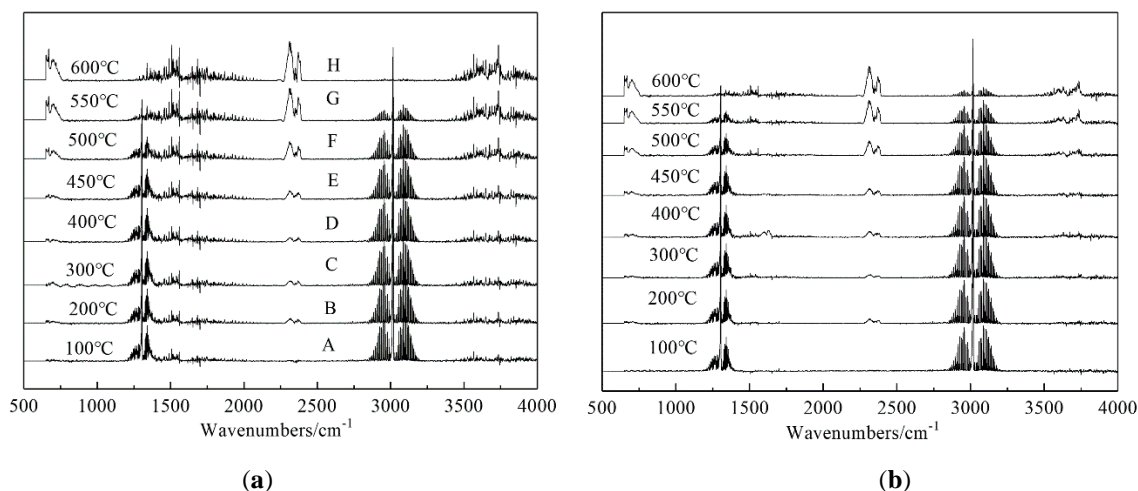 600℃ H
550℃ G
500℃ F
450℃ E
400℃ D
300℃ C
200℃ B
100℃ A
500 1000 1500 2000 2500 3000 3500 4000
Wavenumbers/cm⁻¹
(a)
600℃
550℃
500℃
450℃
400℃
300℃
200℃
100℃
500 1000 1500 2000 2500 3000 3500 4000
Wavenumbers/cm⁻¹
(b)